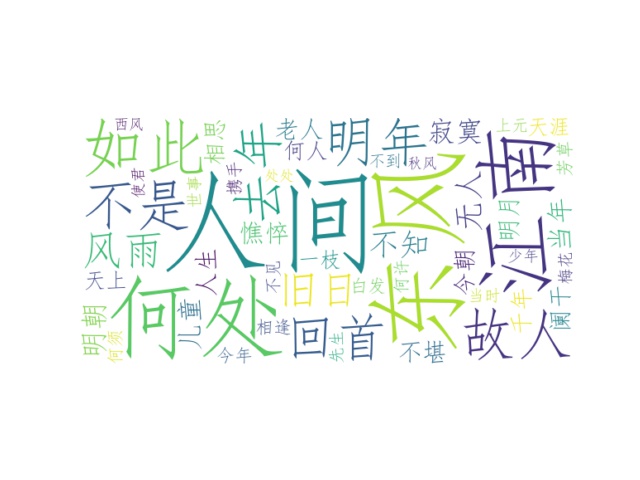 西风
如此
相思
去年
老人
何人
明年
寂寞
上元
天涯
不到
秋风
芳草
使君
携手
处处
世事
不是
人间
东风
江南
无人
明月
当年
风雨
憔悴
一枝
不知
今朝
少年
梅花
天上
人生
不见
旧日
白发
何许
当时
千年
阑干
明朝
何须
何处
儿童
相逢
回首
先生
不堪
故人
今年